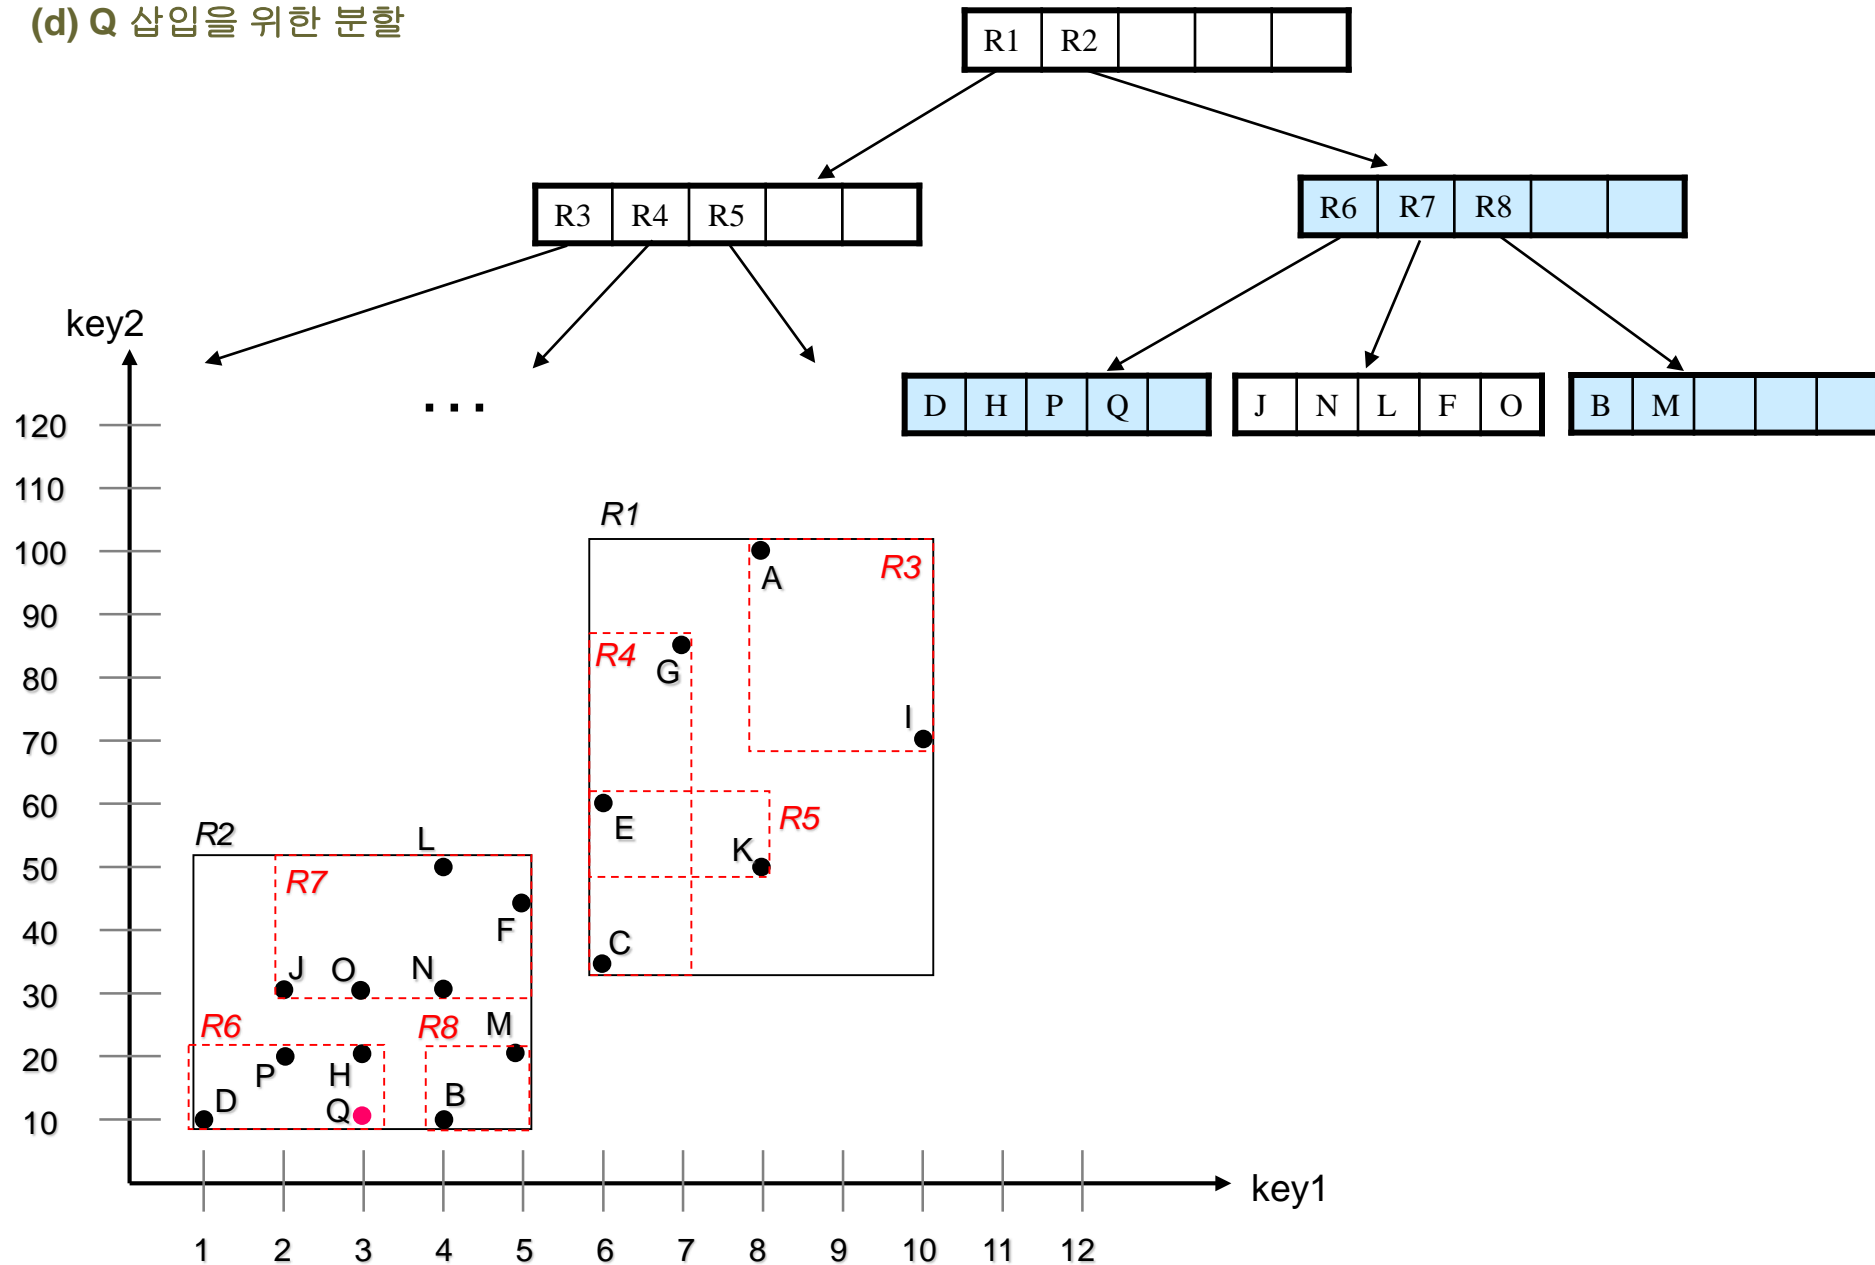 (d) Q 삽입을 위한 분할
R1 R2
R3 R4 R5
R6 R7 R8
...
D H P Q
J N L F O
B M
key2
120
110
100
90
80
70
60
50
40
30
20
10
R1
A
R3
R4
G
I
E
R5
K
C
R2
L
R7
F
J
O
N
R6
R8
M
P
H
D
Q
B
key1
1 2 3 4 5 6 7 8 9 10 11 12